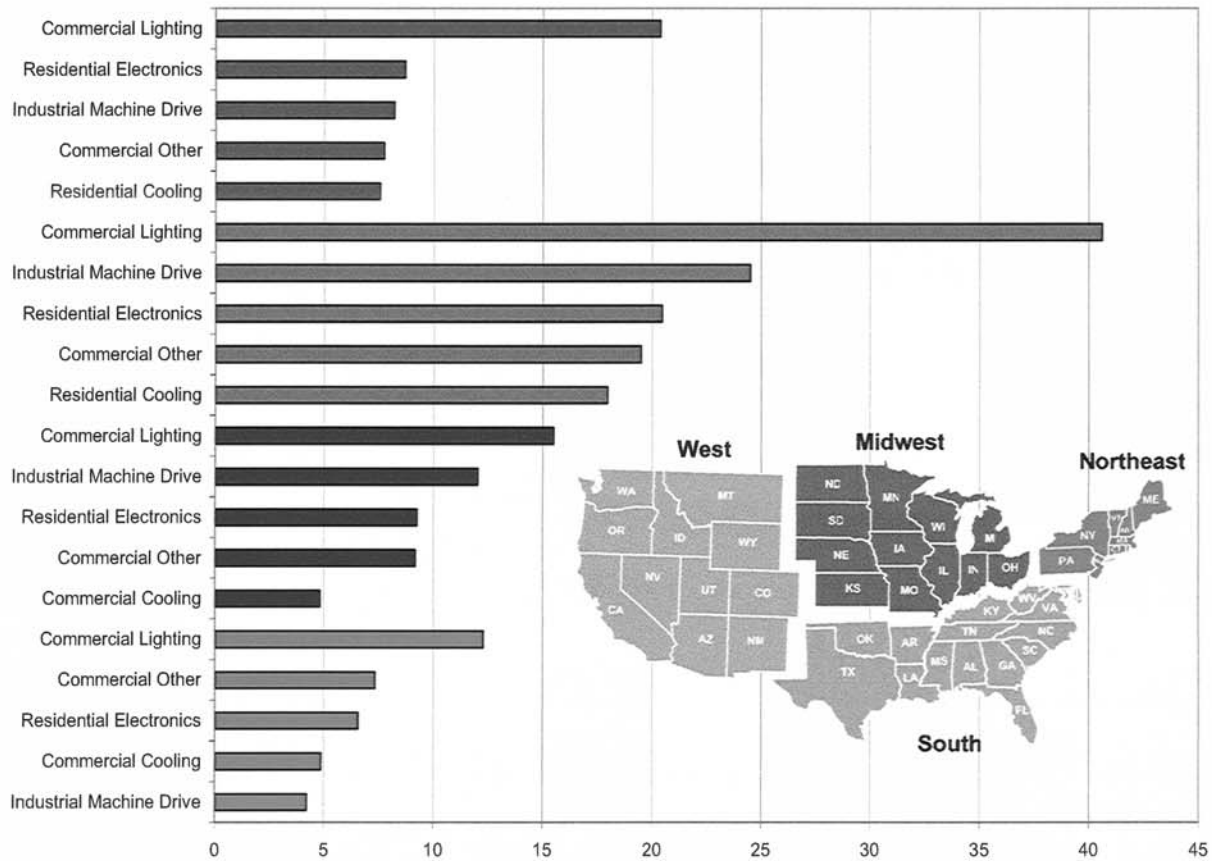 Commercial Lighting
Residential Electronics
Industrial Machine Drive
Commercial Other
Residential Cooling
Commercial Lighting
Industrial Machine Drive
Residential Electronics
Commercial Other
Residential Cooling
Commercial Lighting
Industrial Machine Drive
Residential Electronics
Commercial Other
Commercial Cooling
Commercial Lighting
Commercial Other
Residential Electronics
Commercial Cooling
Industrial Machine Drive
0 5 10 15 20 25 30 35 40 45
West
Midwest
Northeast
South
WA
MT
OR
ID
WY
NV
UT
CA
AZ
NM
ND
MN
SD
WI
NE
IA
IL
IN
OH
KS
MO
ME
NY
PA
KY
WV
VA
TN
NC
OK
AR
SC
TX
LA
MS
AL
GA
FL